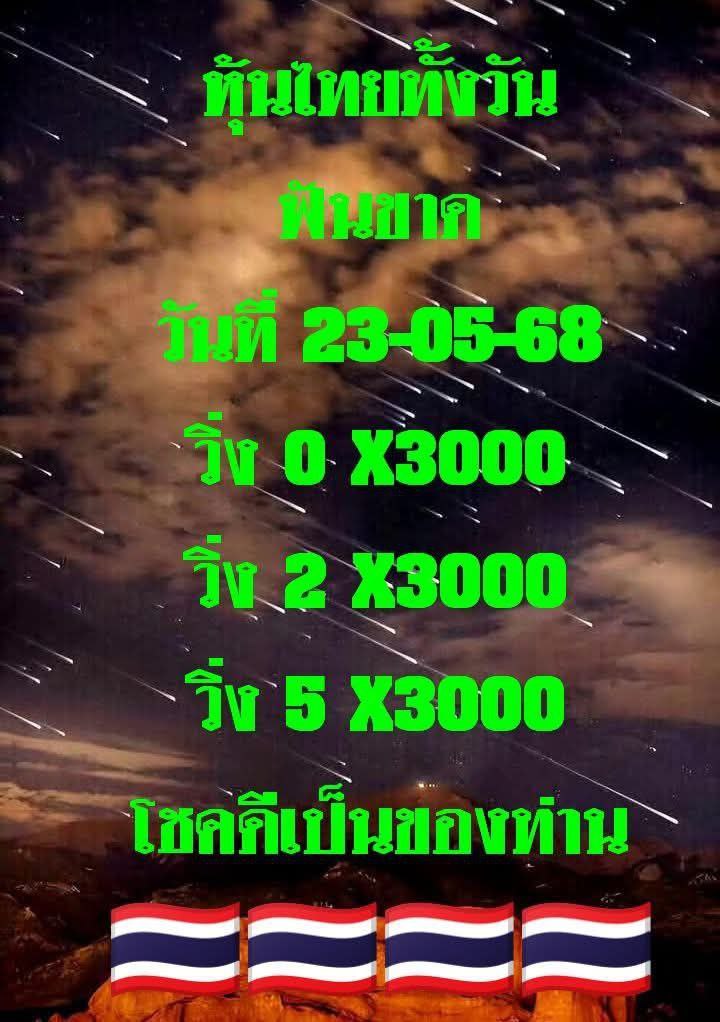 หุ้นไทยทั้งวัน
ฟันขาด
วันที่ 23-05-68
วิ่ง 0 X3000
วิ่ง 2 X3000
วิ่ง 5 X3000
โชคดีเป็นของท่าน